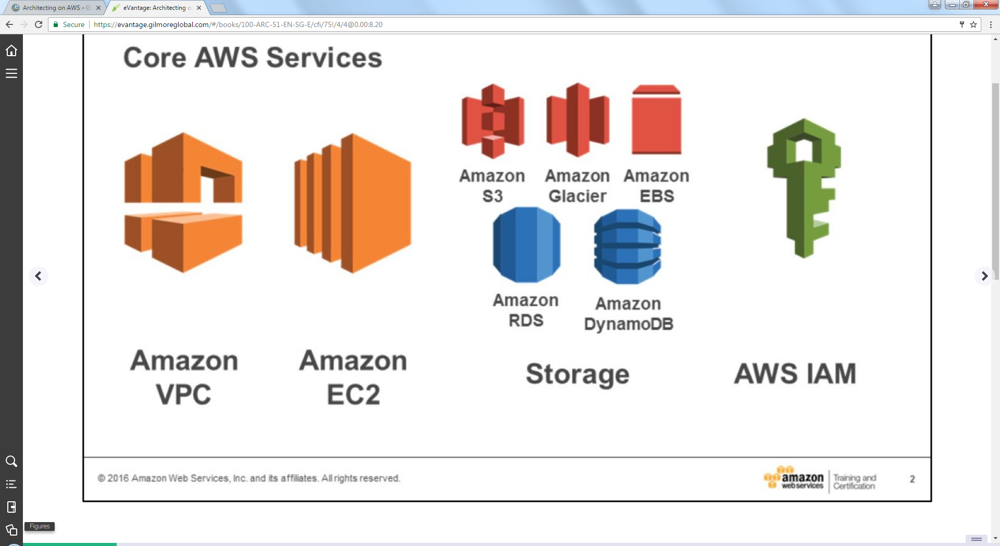 Architecting on AWS - G
eVantage: Architecting o
Secure
https://evantage.gilmoreglobal.com/#/books/100-ARC-51-EN-SG-E/cfi/75!/4/4@0.00:8.20
Core AWS Services
Amazon
S3
Amazon
Glacier
Amazon
EBS
Amazon
RDS
Amazon
DynamoDB
Amazon
VPC
Amazon
EC2
Storage
AWS IAM
© 2016 Amazon Web Services, Inc. and its affiliates. All rights reserved.
amazon
webservices
Training and
Certification
2
Figures